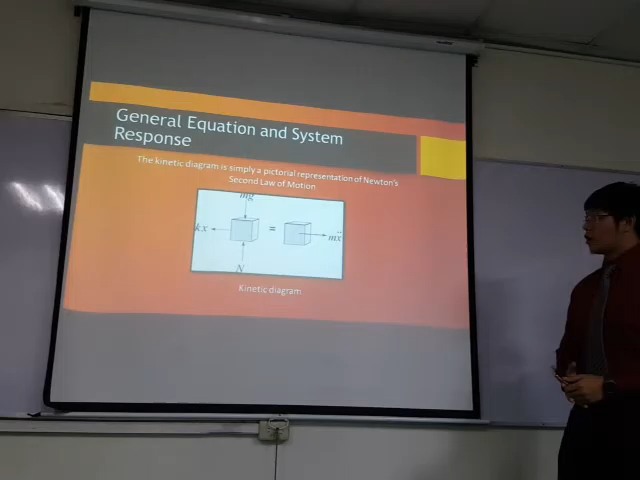 General Equation and System
Response
The kinetic diagram is simply a pictorial representation of Newton's
Second Law of Motion
mg
kx
=
mẍ
N
Kinetic diagram